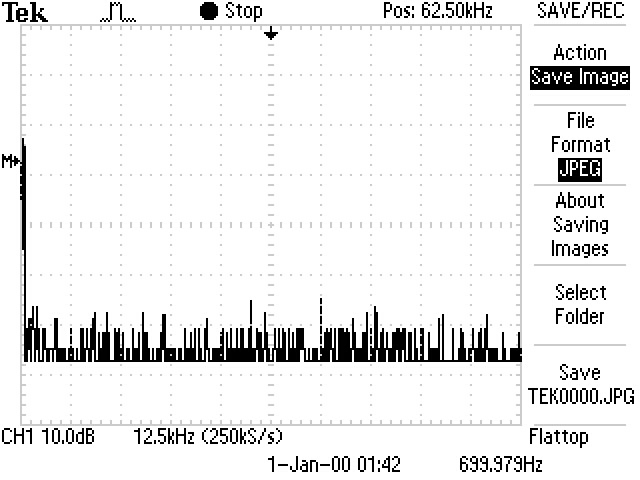 Tek Stop Pos: 62.50kHz SAVE/REC
Action
Save Image
M
File
Format
JPEG
About
Saving
Images
Select
Folder
Save
TEK0000.JPG
CH1 10.0dB 12.5kHz (250kS/s) Flattop
1-Jan-00 01:42 699.979Hz